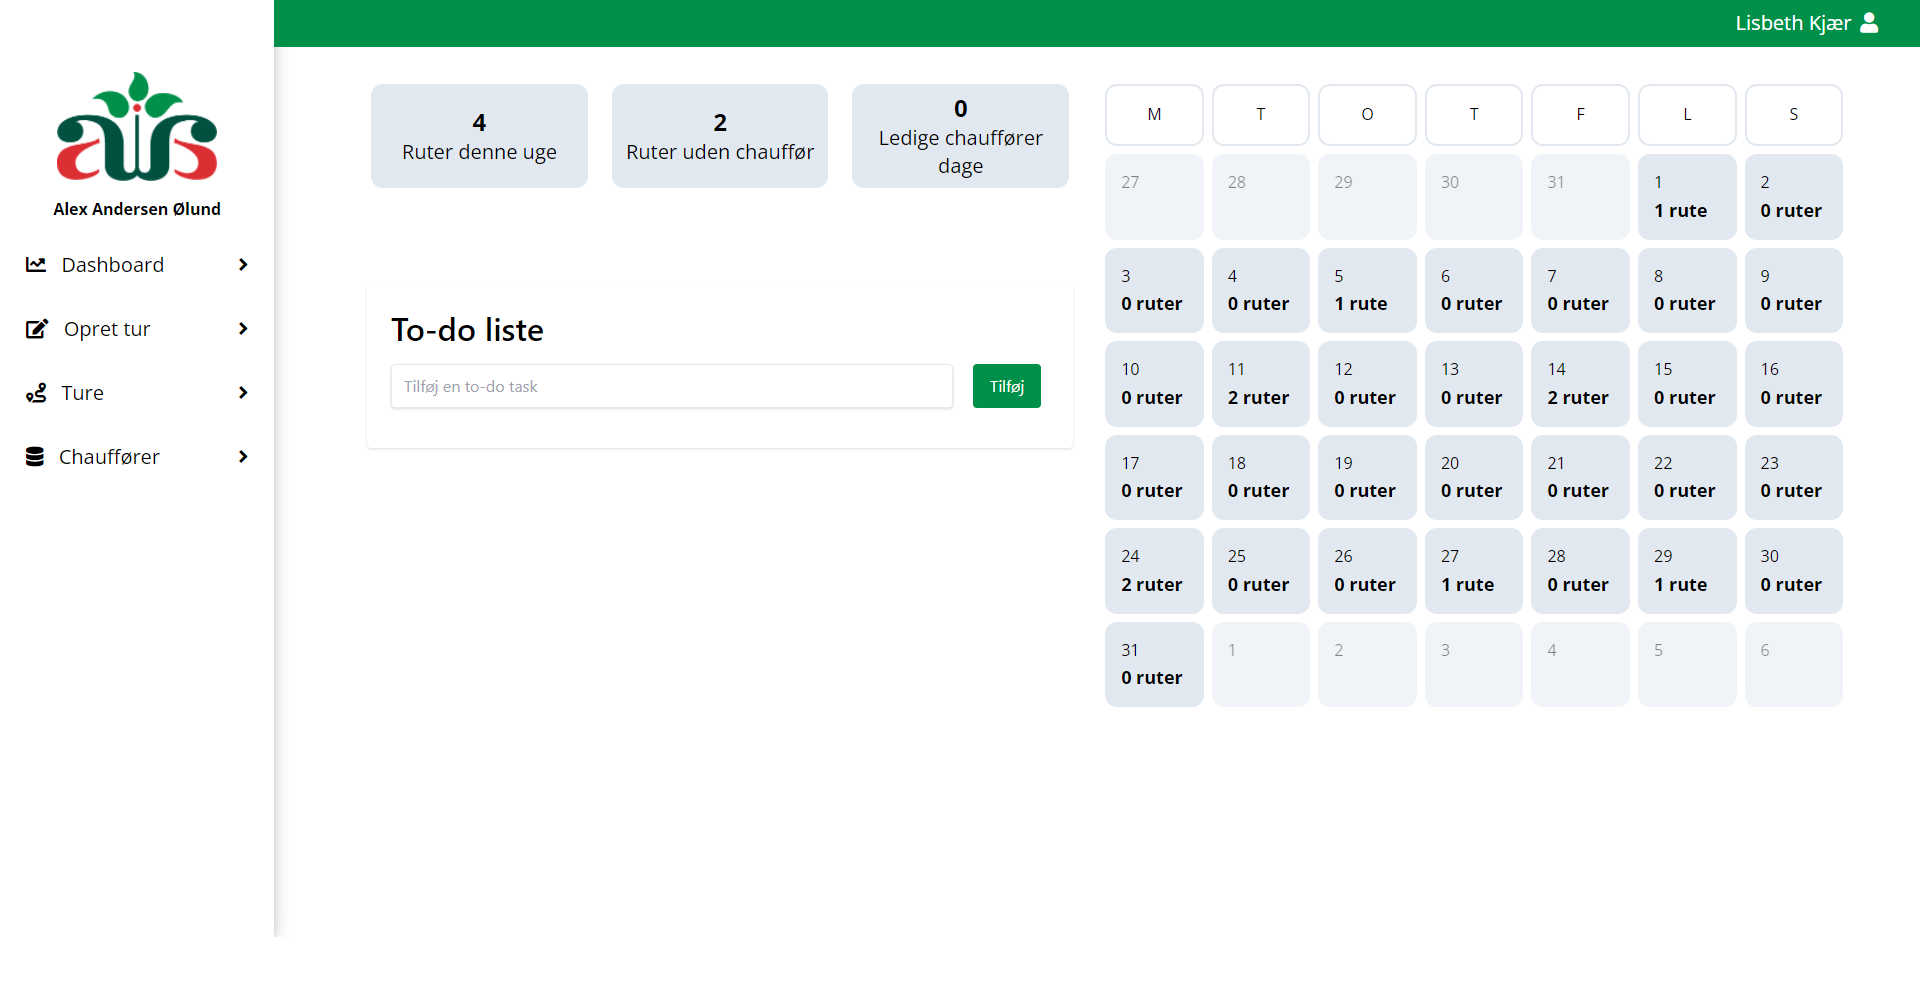 Lisbeth Kjær
aws
Alex Andersen Ølund
Dashboard
Opret tur
Ture
Chauffører
4
Ruter denne uge
2
Ruter uden chauffør
0
Ledige chauffører
dage
To-do liste
Tilføj en to-do task
Tilføj
M T O T F L S
27 28 29 30 31 1 2
1 rute 0 ruter
3 4 5 6 7 8 9
0 ruter 0 ruter 1 rute 0 ruter 0 ruter 0 ruter 0 ruter
10 11 12 13 14 15 16
0 ruter 2 ruter 0 ruter 0 ruter 2 ruter 0 ruter 0 ruter
17 18 19 20 21 22 23
0 ruter 0 ruter 0 ruter 0 ruter 0 ruter 0 ruter 0 ruter
24 25 26 27 28 29 30
2 ruter 0 ruter 0 ruter 1 rute 0 ruter 1 rute 0 ruter
31 1 2 3 4 5 6
0 ruter